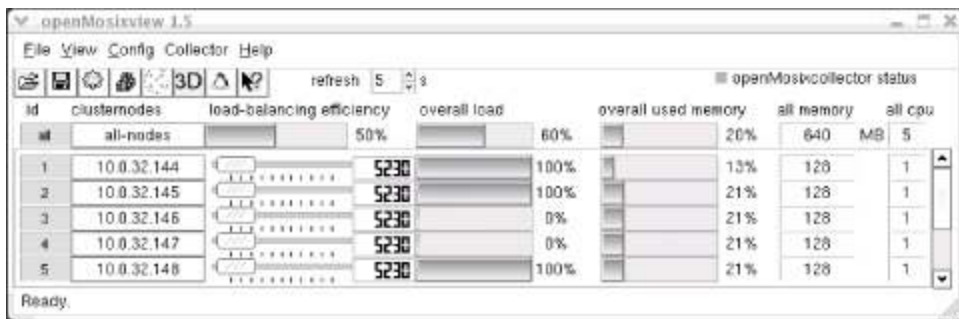 openMosixview 1.5
File View Config Collector Help
3D refresh 5 s openMosixcollector status
id clusternodes load-balancing efficiency overall load overall used memory all memory all cpu
all all-nodes 50% 60% 20% 640 MB 5
1 10.0.32.144 5230 100% 13% 128 1
2 10.0.32.145 5230 100% 21% 128 1
3 10.0.32.146 5230 0% 21% 128 1
4 10.0.32.147 5230 0% 21% 128 1
5 10.0.32.148 5230 100% 21% 128 1
Ready.